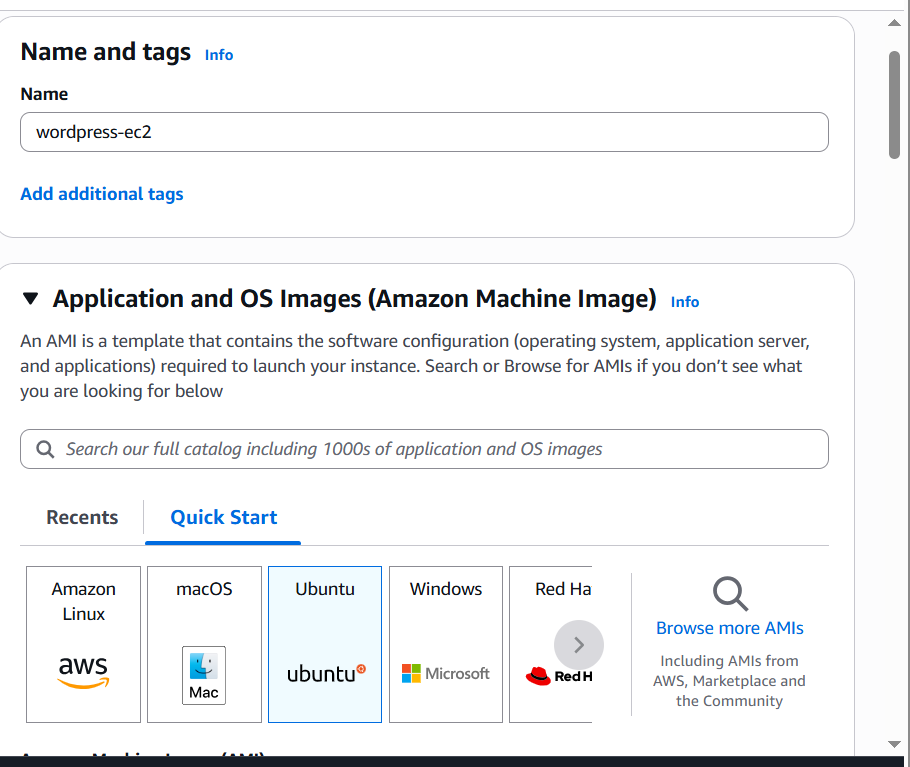 Name and tags Info
Name
wordpress-ec2
Add additional tags
Application and OS Images (Amazon Machine Image) Info
An AMI is a template that contains the software configuration (operating system, application server,
and applications) required to launch your instance. Search or Browse for AMIs if you don’t see what
you are looking for below
Search our full catalog including 1000s of application and OS images
Recents
Quick Start
Amazon
Linux
aws
macOS
Mac
Ubuntu
ubuntu
Windows
Microsoft
Red Ha
Red H
Browse more AMIs
Including AMIs from
AWS, Marketplace and
the Community